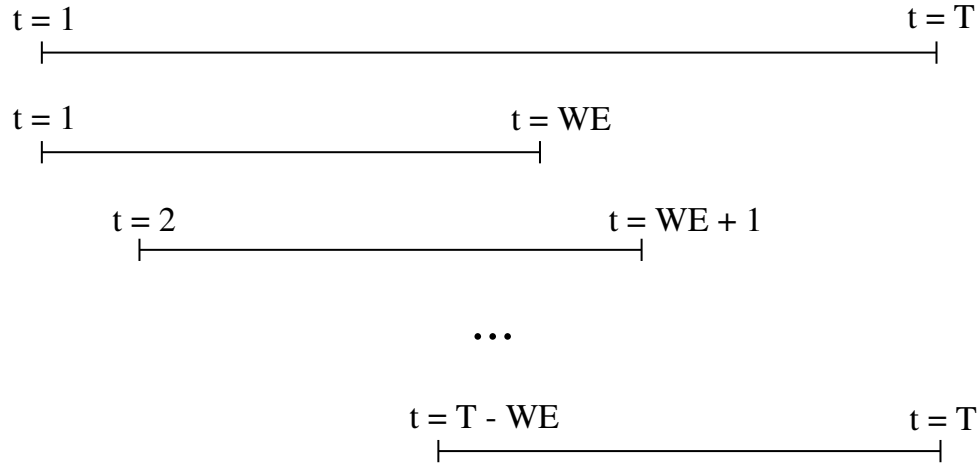 t = 1 t = T
t = 1 t = WE
t = 2 t = WE + 1
...
t = T - WE t = T